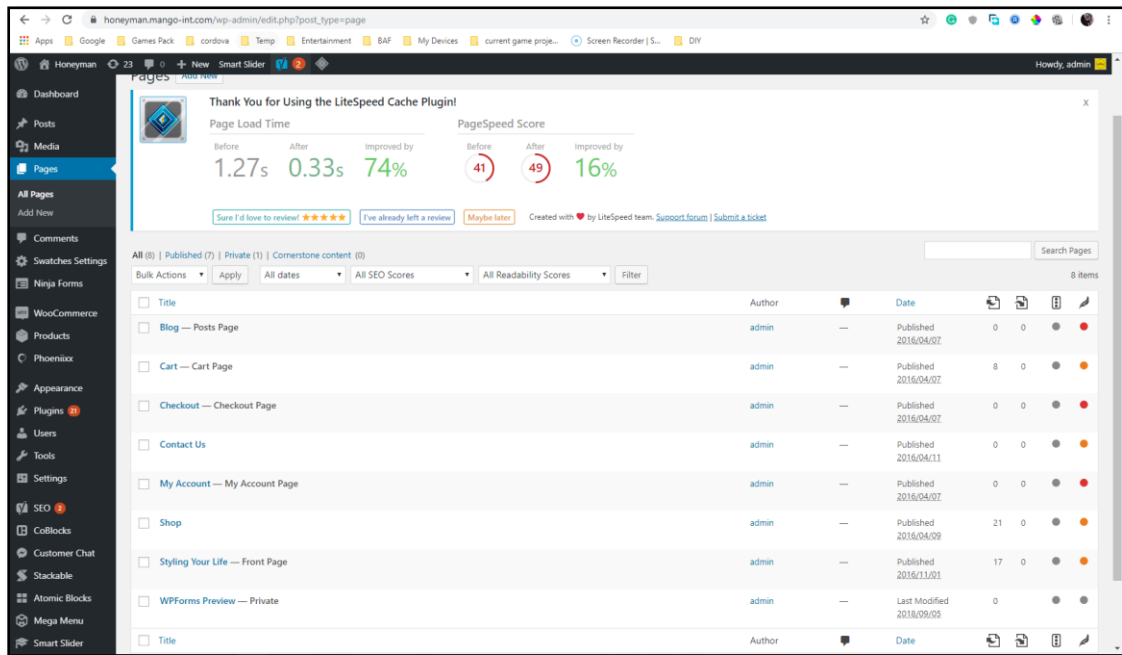 honeyman.mango-int.com/wp-admin/edit.php?post_type=page
Apps Google Games Pack cordova Temp Entertainment BAF My Devices current game proje... Screen Recorder | S... DIY
Honeyman 23 0 + New Smart Slider 2 Howdy, admin
Pages Add New
Dashboard
Posts
Media
Pages
All Pages
Add New
Comments
Swatches Settings
Ninja Forms
WooCommerce
Products
Phoeniixx
Appearance
Plugins 21
Users
Tools
Settings
SEO 2
CoBlocks
Customer Chat
Stackable
Atomic Blocks
Mega Menu
Smart Slider
Thank You for Using the LiteSpeed Cache Plugin! x
Page Load Time PageSpeed Score
Before After Improved by Before After Improved by
1.27s 0.33s 74% 41 49 16%
Sure I'd love to review! ★★★★★ I've already left a review Maybe later Created with ❤ by LiteSpeed team. Support forum | Submit a ticket
All (8) | Published (7) | Private (1) | Cornerstone content (0) Search Pages
Bulk Actions Apply All dates All SEO Scores All Readability Scores Filter 8 items
Title Author Date
Blog — Posts Page admin — Published 0 0
2016/04/07
Cart — Cart Page admin — Published 8 0
2016/04/07
Checkout — Checkout Page admin — Published 0 0
2016/04/07
Contact Us admin — Published 0 0
2016/04/11
My Account — My Account Page admin — Published 0 0
2016/04/07
Shop admin — Published 21 0
2016/04/09
Styling Your Life — Front Page admin — Published 17 0
2016/11/01
WPForms Preview — Private admin — Last Modified 0
2018/09/05
Title Author Date